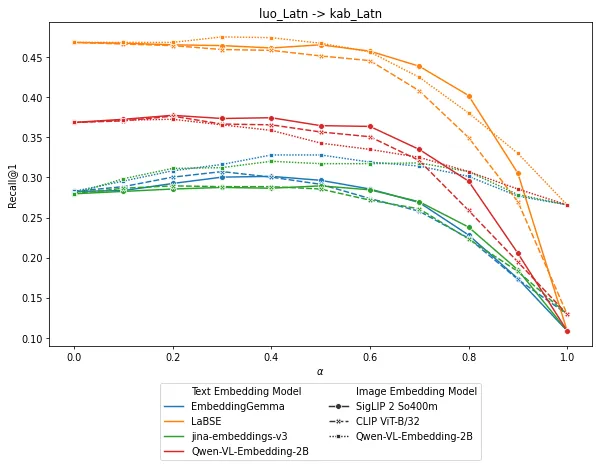 luo_Latn -> kab_Latn
Recall@1
0.45
0.40
0.35
0.30
0.25
0.20
0.15
0.10
0.0 0.2 0.4 0.6 0.8 1.0
α
Text Embedding Model
EmbeddingGemma
LaBSE
jina-embeddings-v3
Qwen-VL-Embedding-2B
Image Embedding Model
SigLIP 2 So400m
CLIP ViT-B/32
Qwen-VL-Embedding-2B